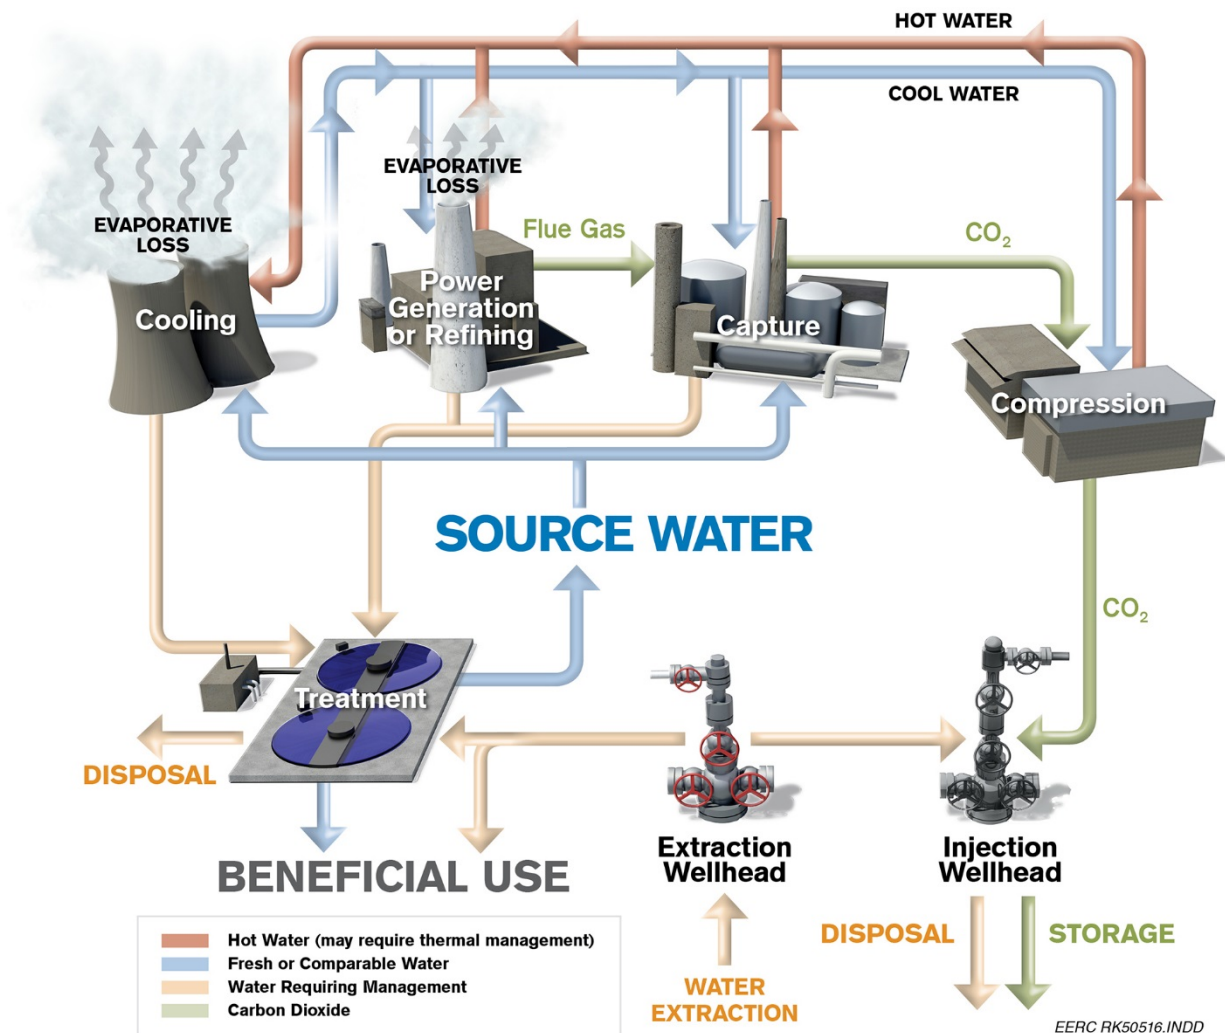 HOT WATER
COOL WATER
EVAPORATIVE
LOSS
EVAPORATIVE
LOSS
Flue Gas
CO₂
Cooling
Power
Generation
or Refining
Capture
Compression
SOURCE WATER
CO₂
Treatment
DISPOSAL
BENEFICIAL USE
Extraction
Wellhead
Injection
Wellhead
DISPOSAL
STORAGE
WATER
EXTRACTION
Hot Water (may require thermal management)
Fresh or Comparable Water
Water Requiring Management
Carbon Dioxide
EERC RK50516.INDD